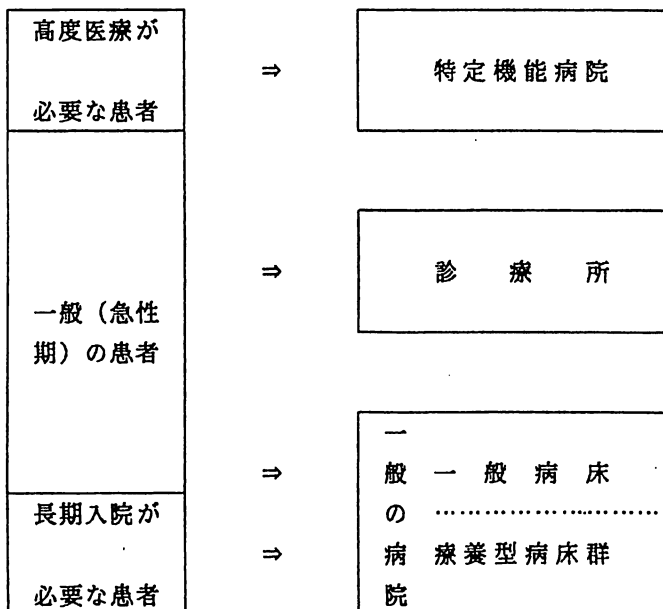 高度医療が
必要な患者
⇒
特定機能病院
一般（急性
期）の患者
⇒
診療所
⇒
一般の病院
一般病床
⇒
療養型病床群
長期入院が
必要な患者